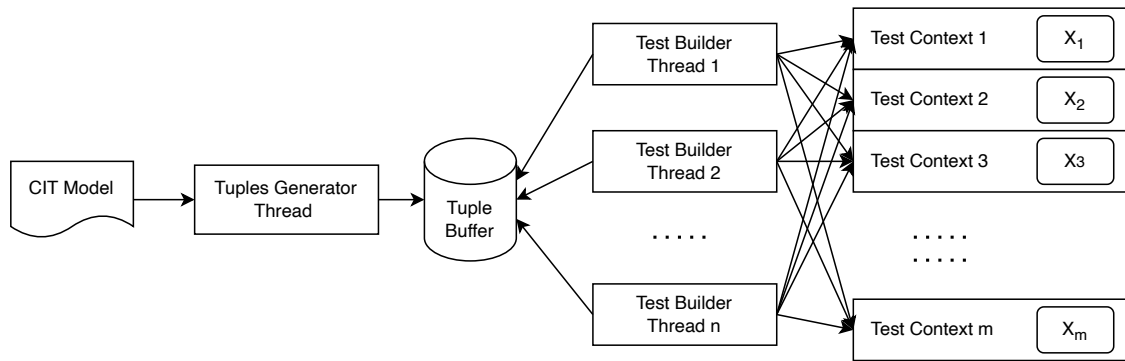 CIT Model
Tuples Generator
Thread
Tuple
Buffer
Test Builder
Thread 1
Test Builder
Thread 2
. . . . .
Test Builder
Thread n
Test Context 1 X₁
Test Context 2 X₂
Test Context 3 X₃
. . . . .
. . . . .
Test Context m Xₘ